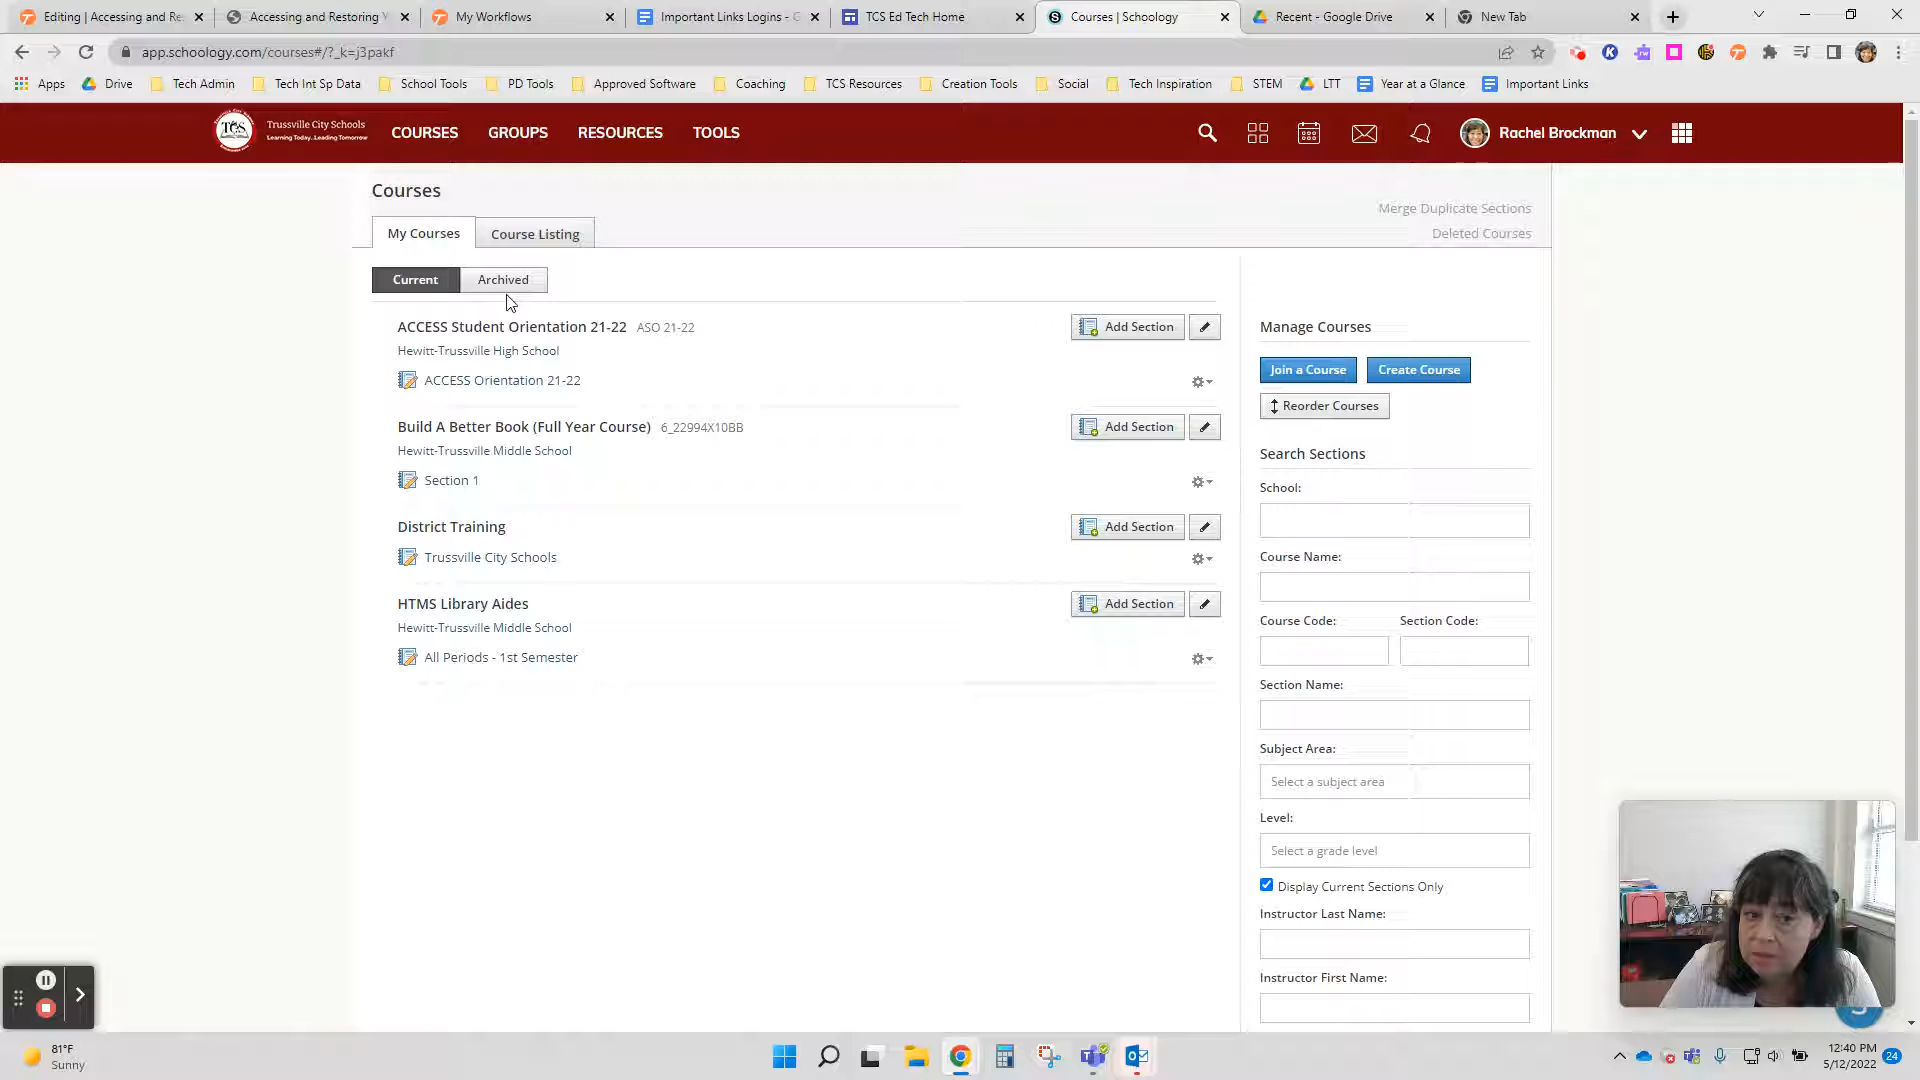 Editing | Accessing and Re
Accessing and Restoring Y
My Workflows
Important Links Logins - G
TCS Ed Tech Home
Courses | Schoology
Recent - Google Drive
New Tab
app.schoology.com/courses#/?_k=j3pakf
Apps
Drive
Tech Admin
Tech Int Sp Data
School Tools
PD Tools
Approved Software
Coaching
TCS Resources
Creation Tools
Social
Tech Inspiration
STEM
LTT
Year at a Glance
Important Links
TCS
Trussville City Schools
Learning Today...Leading Tomorrow
COURSES
GROUPS
RESOURCES
TOOLS
Rachel Brockman
Courses
Merge Duplicate Sections
Deleted Courses
My Courses
Course Listing
Current
Archived
ACCESS Student Orientation 21-22 ASO 21-22
Add Section
Hewitt-Trussville High School
ACCESS Orientation 21-22
Build A Better Book (Full Year Course) 6_22994X10BB
Add Section
Hewitt-Trussville Middle School
Section 1
District Training
Add Section
Trussville City Schools
HTMS Library Aides
Add Section
Hewitt-Trussville Middle School
All Periods - 1st Semester
Manage Courses
Join a Course
Create Course
Reorder Courses
Search Sections
School:
Course Name:
Course Code:
Section Code:
Section Name:
Subject Area:
Select a subject area
Level:
Select a grade level
Display Current Sections Only
Instructor Last Name:
Instructor First Name:
81°F
Sunny
12:40 PM
5/12/2022
24